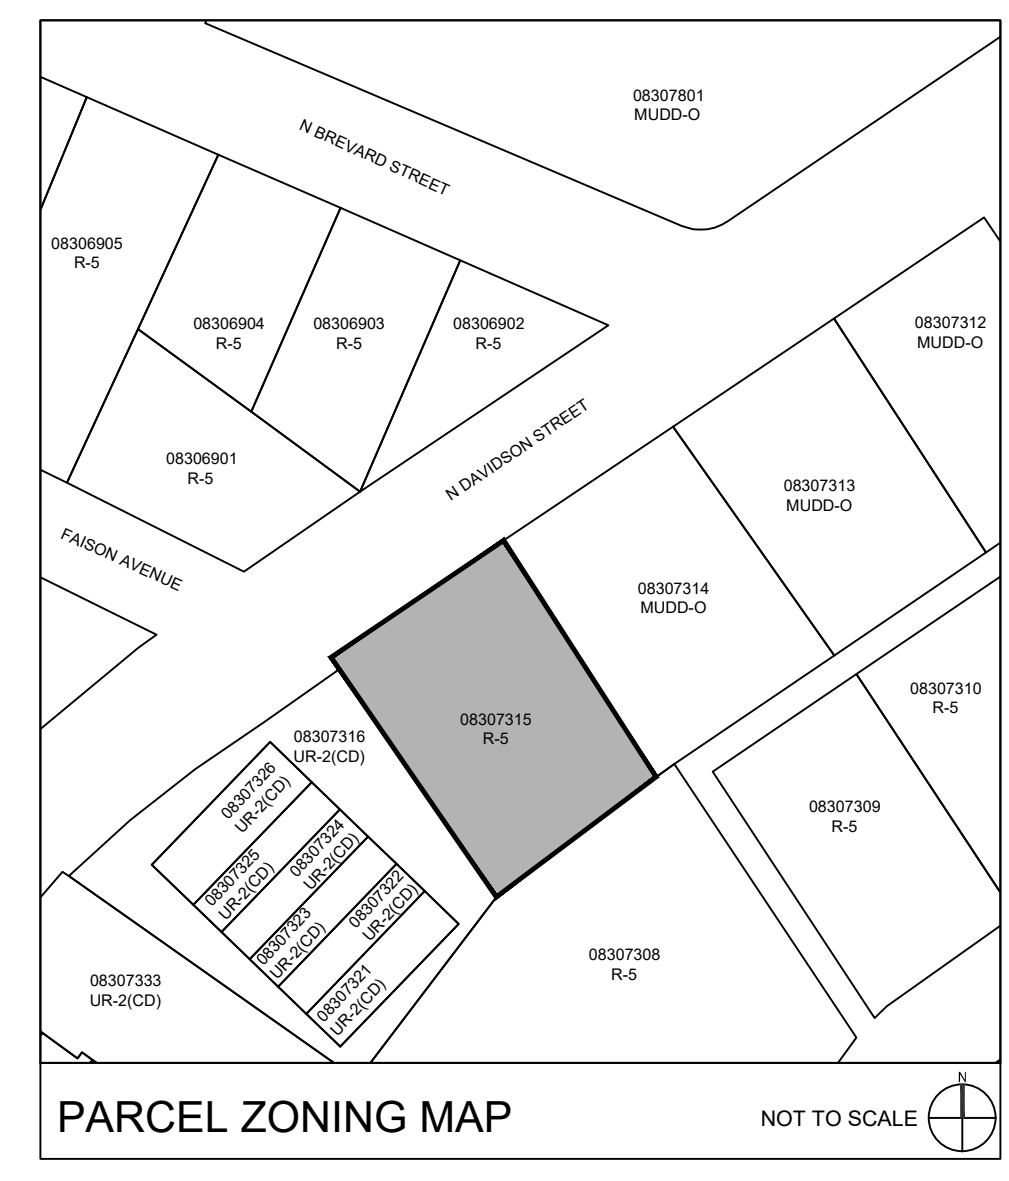 08307801
MUDD-O
N BREVARD STREET
08306905
R-5
08306904
R-5
08306903
R-5
08306902
R-5
08307312
MUDD-O
N DAVIDSON STREET
08306901
R-5
08307313
MUDD-O
FAISON AVENUE
08307314
MUDD-O
08307310
R-5
08307315
R-5
08307316
UR-2(CD)
08307326
UR-2(CD)
08307309
R-5
08307325
UR-2(CD)
08307324
UR-2(CD)
08307323
UR-2(CD)
08307322
UR-2(CD)
08307321
UR-2(CD)
08307308
R-5
08307333
UR-2(CD)
PARCEL ZONING MAP
NOT TO SCALE
N